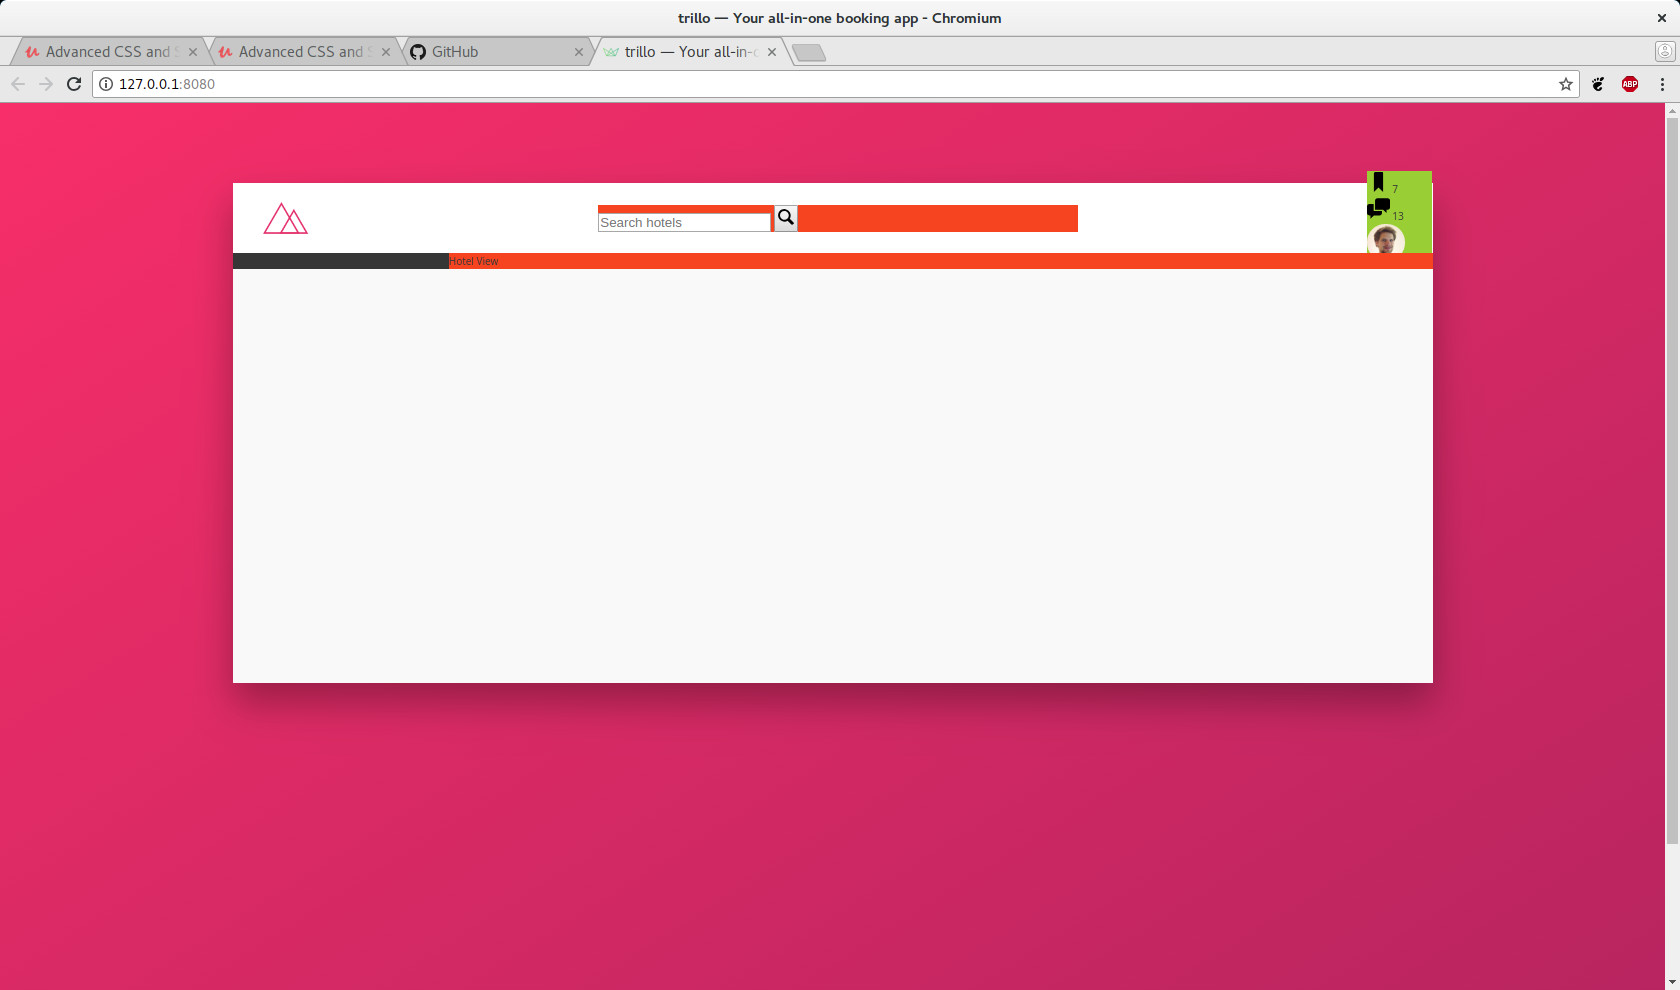 trillo — Your all-in-one booking app - Chromium
Advanced CSS and S
Advanced CSS and S
GitHub
trillo — Your all-in-c
127.0.0.1:8080
ABP
7
Search hotels
13
Hotel View